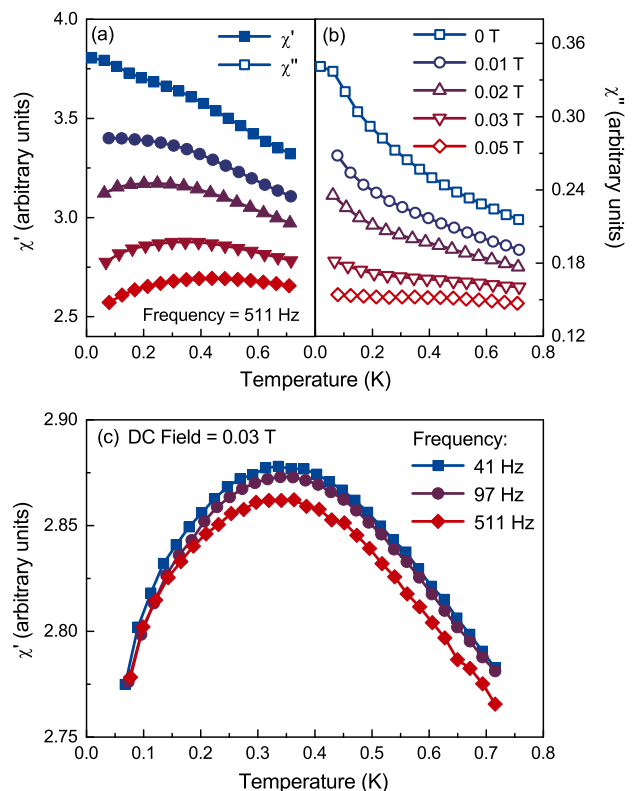 (a)
χ'
χ''
4.0
3.5
3.0
2.5
χ' (arbitrary units)
Frequency = 511 Hz
0.0 0.2 0.4 0.6
Temperature (K)
(b)
0 T
0.01 T
0.02 T
0.03 T
0.05 T
0.36
0.30
0.24
0.18
0.12
χ'' (arbitrary units)
0.0 0.2 0.4 0.6 0.8
Temperature (K)
(c) DC Field = 0.03 T
Frequency:
41 Hz
97 Hz
511 Hz
2.90
2.85
2.80
2.75
χ' (arbitrary units)
0.0 0.1 0.2 0.3 0.4 0.5 0.6 0.7 0.8
Temperature (K)